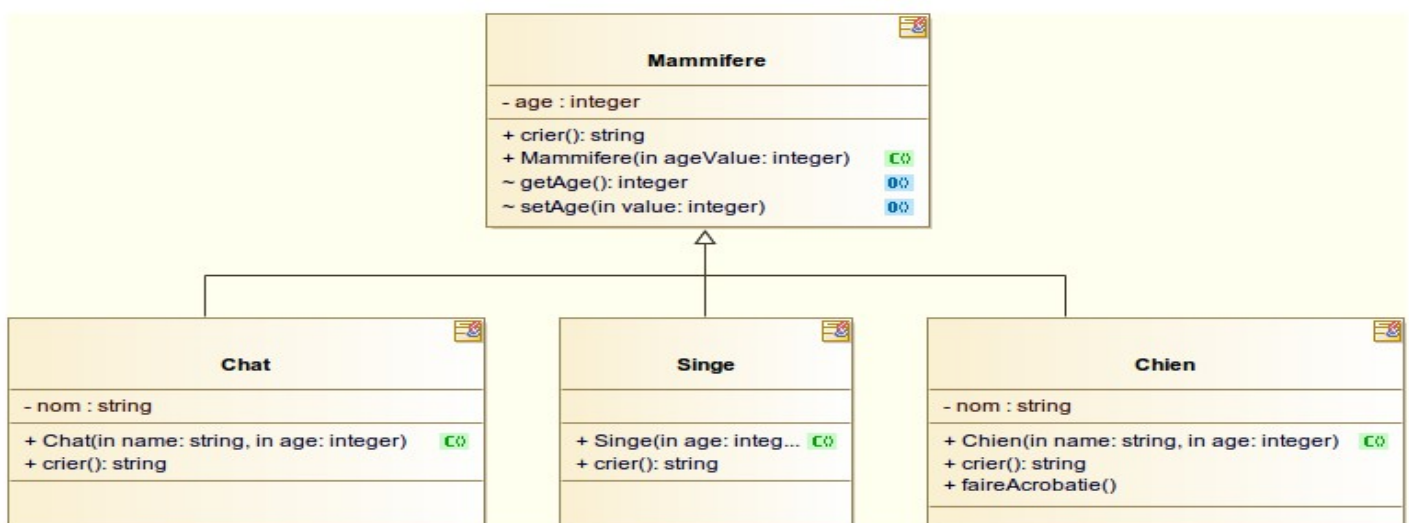 Mammifere
- age : integer
+ crier(): string
+ Mammifere(in ageValue: integer) C()
~ getAge(): integer O()
~ setAge(in value: integer) O()
Chat
- nom : string
+ Chat(in name: string, in age: integer) C()
+ crier(): string
Singe
+ Singe(in age: integ... C()
+ crier(): string
Chien
- nom : string
+ Chien(in name: string, in age: integer) C()
+ crier(): string
+ faireAcrobatie()